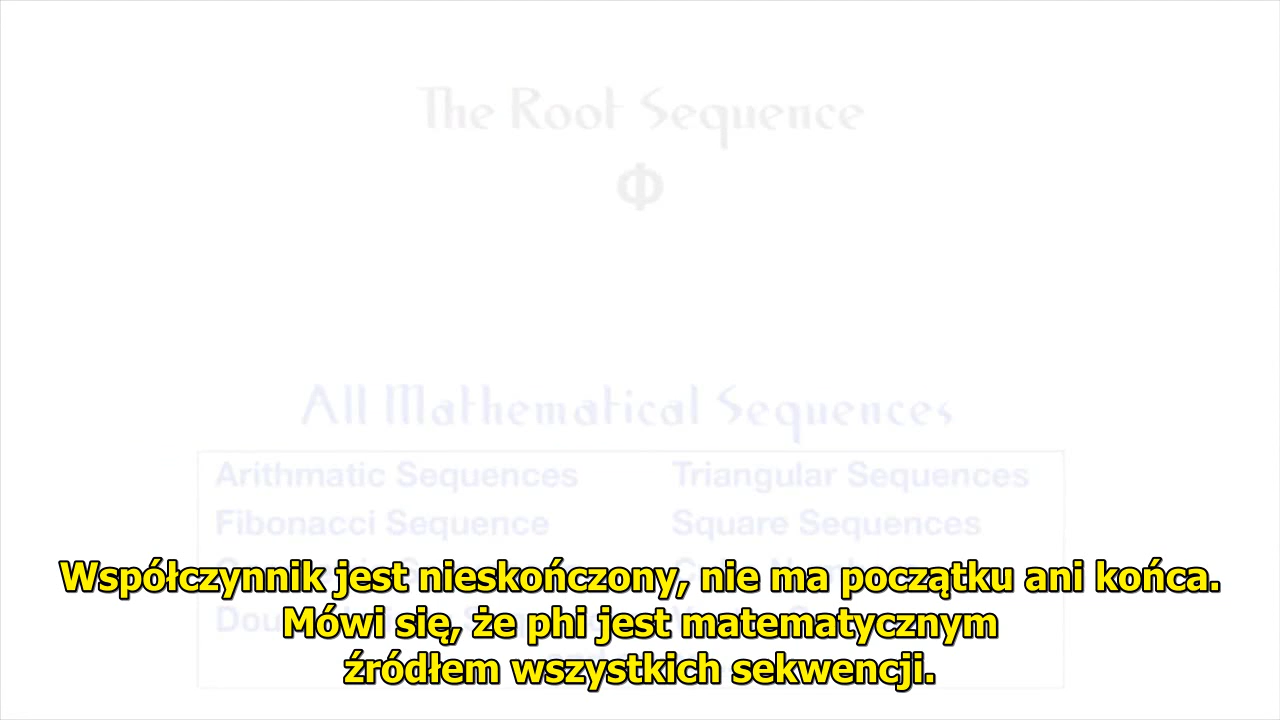 The Root Sequence
Φ
All Mathematical Sequences
Arithmatic Sequences
Triangular Sequences
Fibonacci Sequence
Square Sequences
Współczynnik jest nieskończony, nie ma początku ani końca.
Mówi się, że phi jest matematycznym
źródłem wszystkich sekwencji.